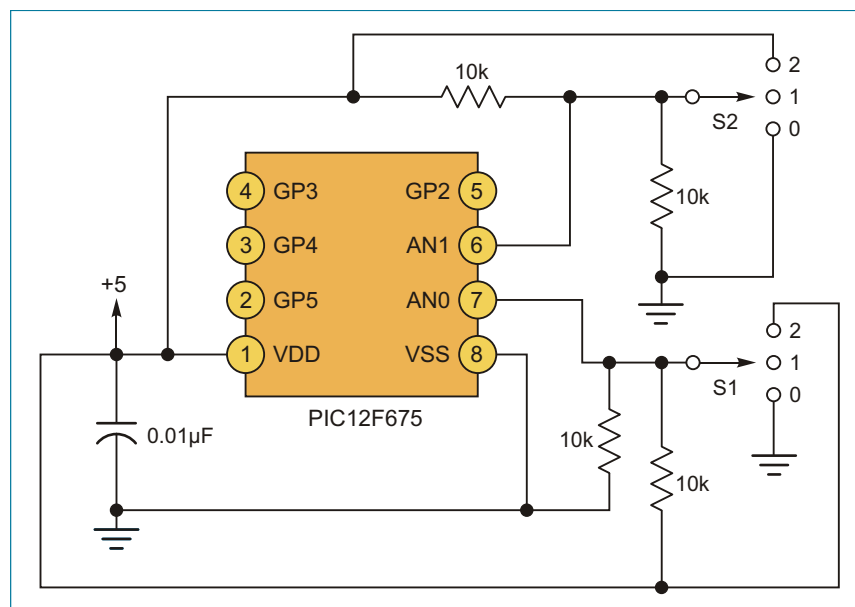 10k
2
1
0
S2
10k
4 GP3
GP2 5
3 GP4
AN1 6
+5
2 GP5
AN0 7
1 VDD
VSS 8
2
1
0
S1
PIC12F675
0.01µF
10k
10k